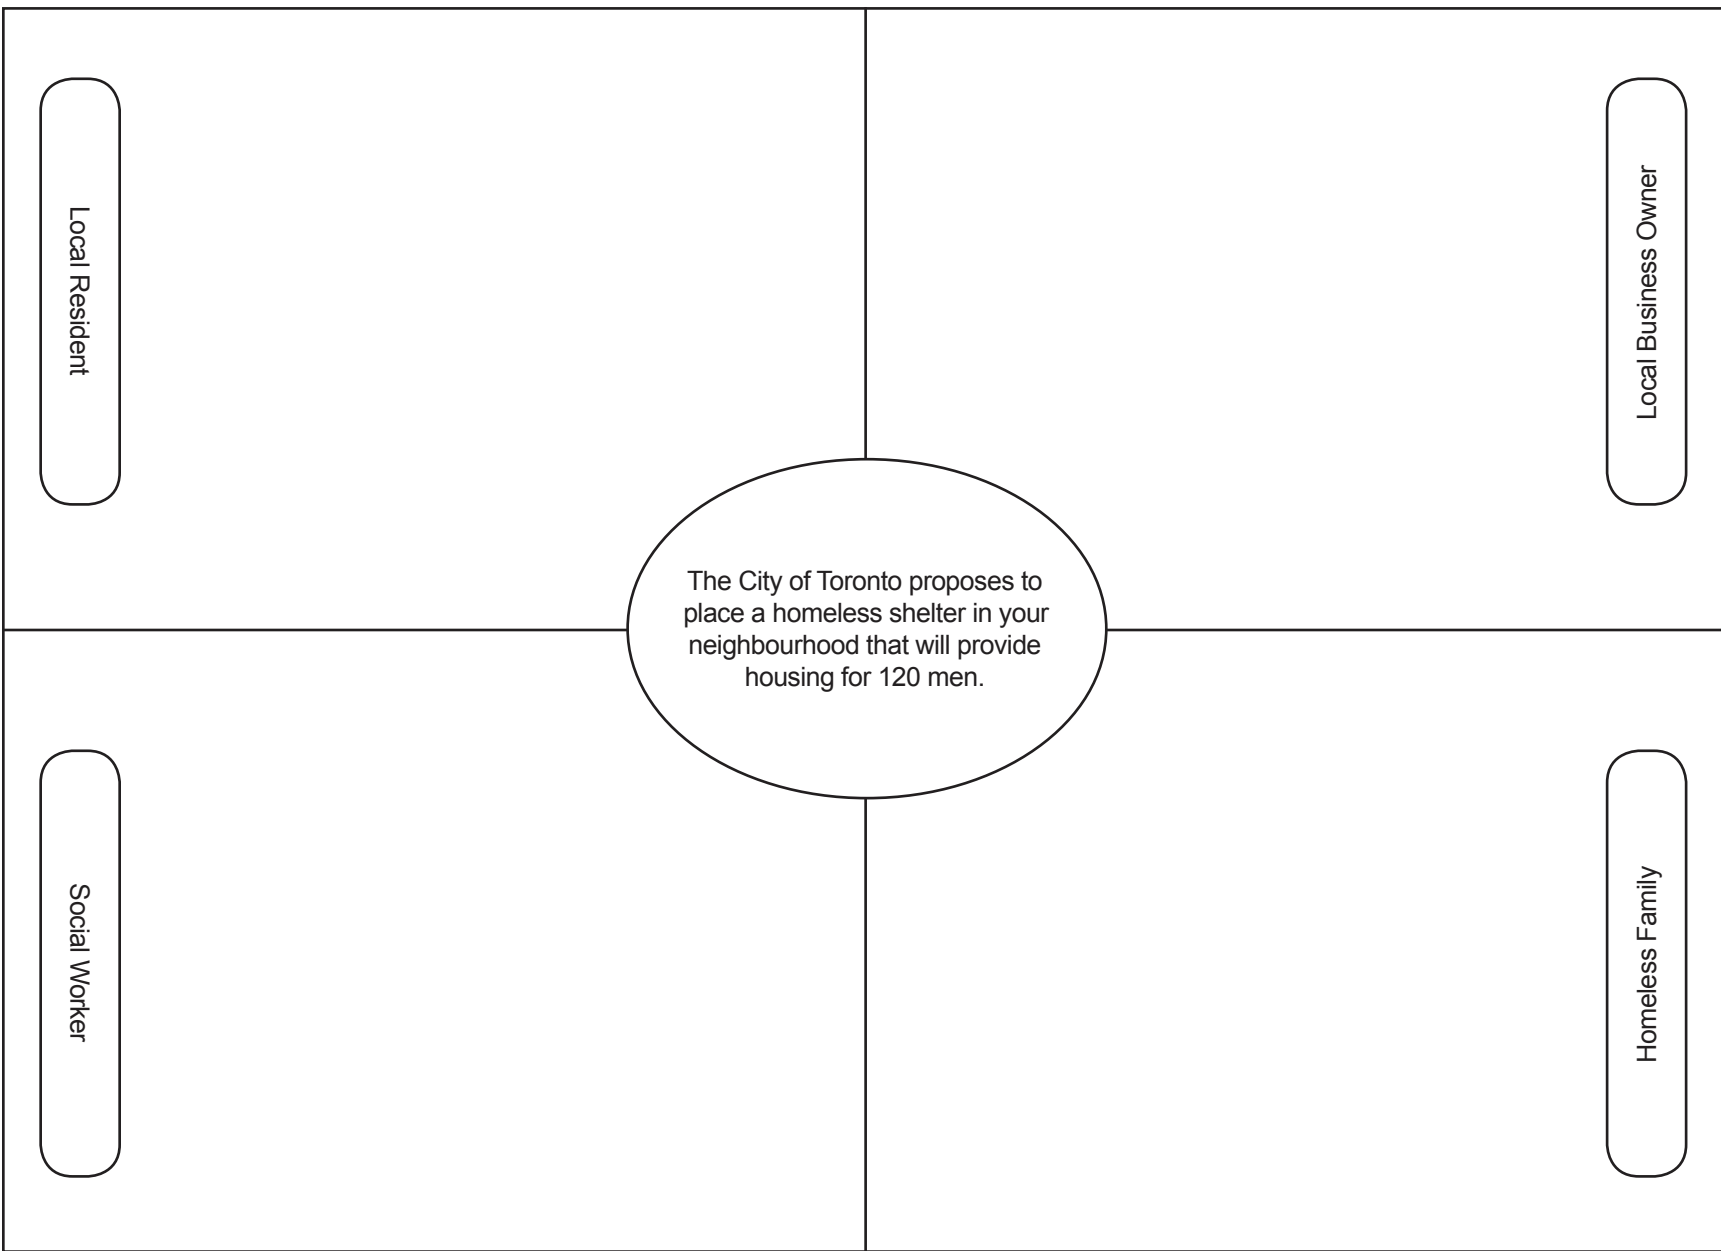 Local Resident
Local Business Owner
The City of Toronto proposes to
place a homeless shelter in your
neighbourhood that will provide
housing for 120 men.
Social Worker
Homeless Family